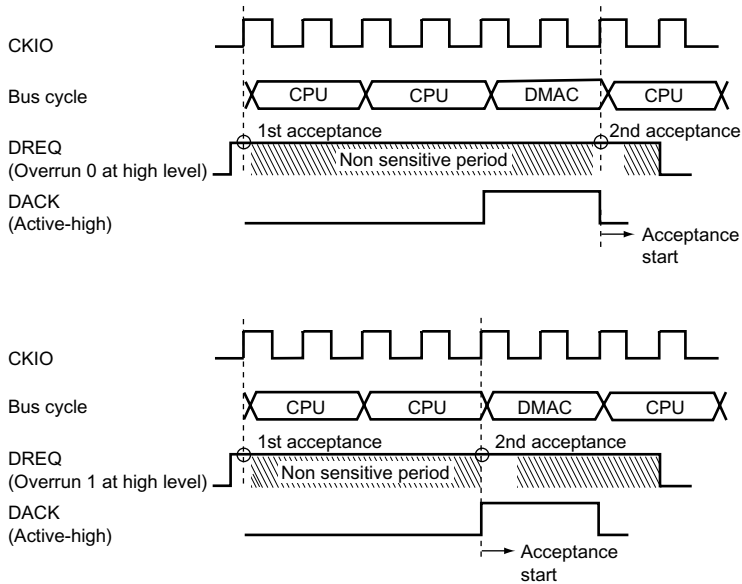 CKIO
Bus cycle
CPU CPU DMAC CPU
1st acceptance 2nd acceptance
DREQ
(Overrun 0 at high level)
Non sensitive period
DACK
(Active-high)
Acceptance
start
CKIO
Bus cycle
CPU CPU DMAC CPU
1st acceptance 2nd acceptance
DREQ
(Overrun 1 at high level)
Non sensitive period
DACK
(Active-high)
Acceptance
start